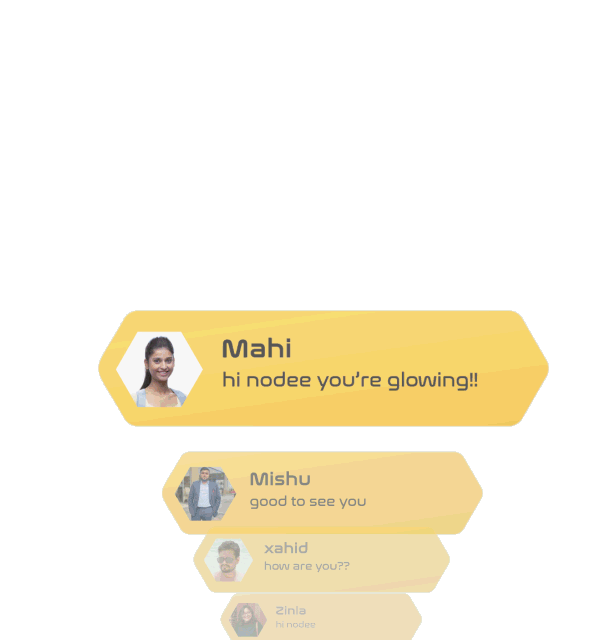 Mahi
hi nodee you’re glowing!!
Mishu
good to see you
xahid
how are you??
Zinia
hi nodee